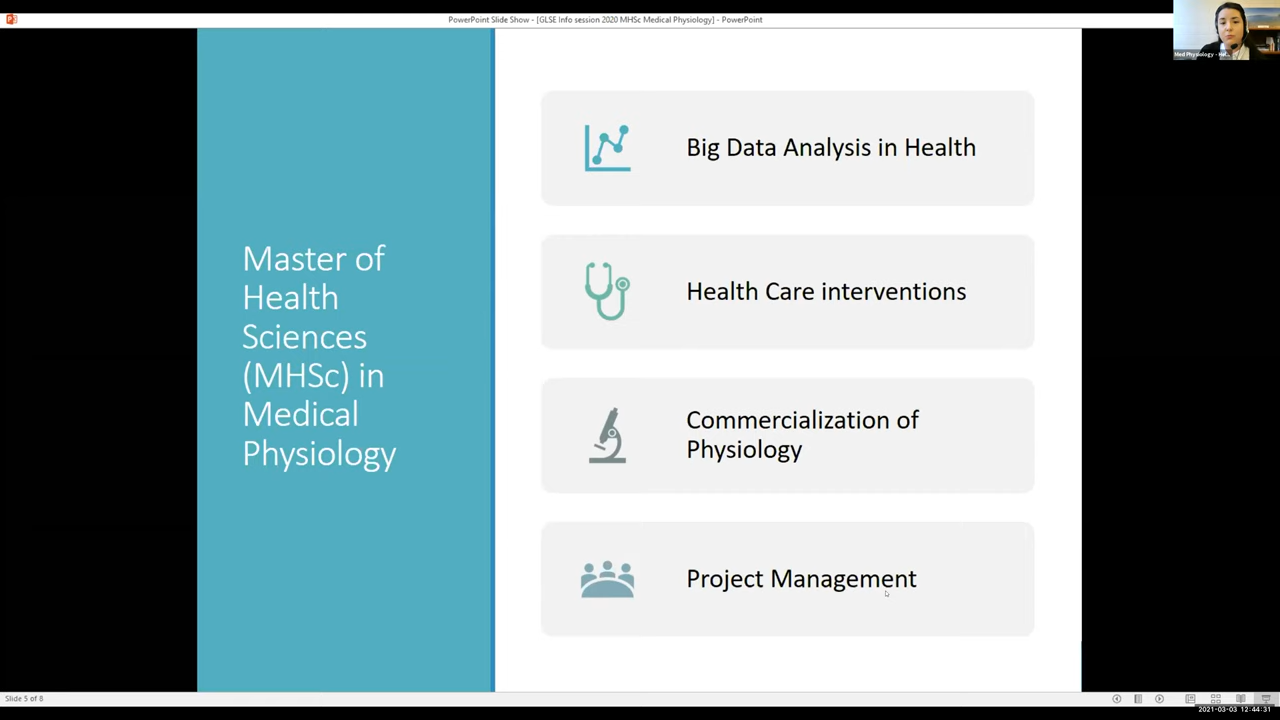 PowerPoint Slide Show - [GLSE Info session 2020 MHSc Medical Physiology] - PowerPoint
Med Physiology -
Master of
Health
Sciences
(MHSc) in
Medical
Physiology
Big Data Analysis in Health
Health Care interventions
Commercialization of
Physiology
Project Management
Slide 5 of 8
2021-03-03 12:44:31